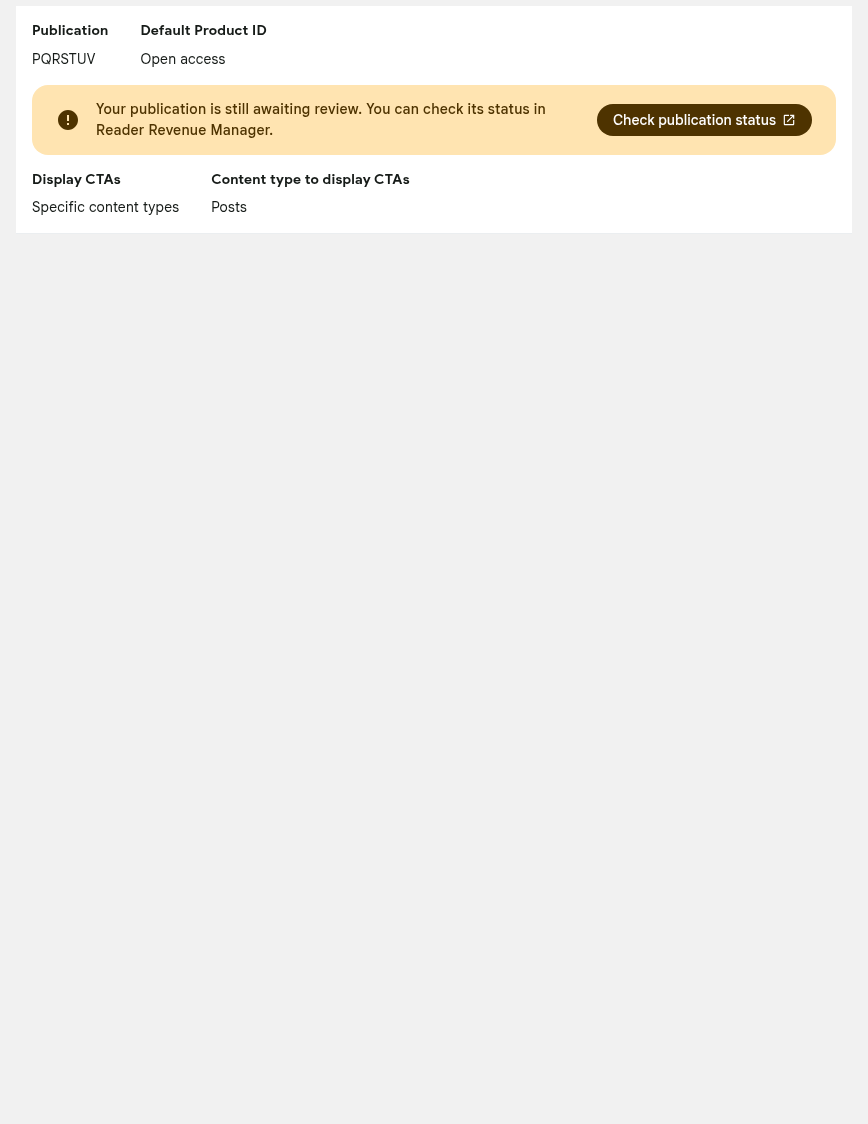 Publication Default Product ID
PQRSTUV Open access
Your publication is still awaiting review. You can check its status in
Reader Revenue Manager.
Check publication status
Display CTAs Content type to display CTAs
Specific content types Posts